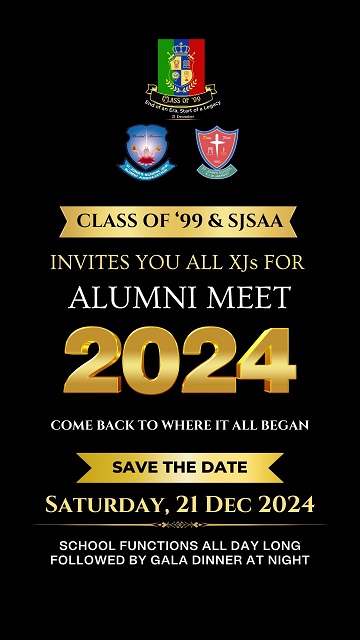 CLASS OF '99
End of an Era, Start of a Legacy
21 December
CLASS OF ‘99 & SJSAA
INVITES YOU ALL XJs FOR
ALUMNI MEET
2024
COME BACK TO WHERE IT ALL BEGAN
SAVE THE DATE
SATURDAY, 21 DEC 2024
SCHOOL FUNCTIONS ALL DAY LONG
FOLLOWED BY GALA DINNER AT NIGHT